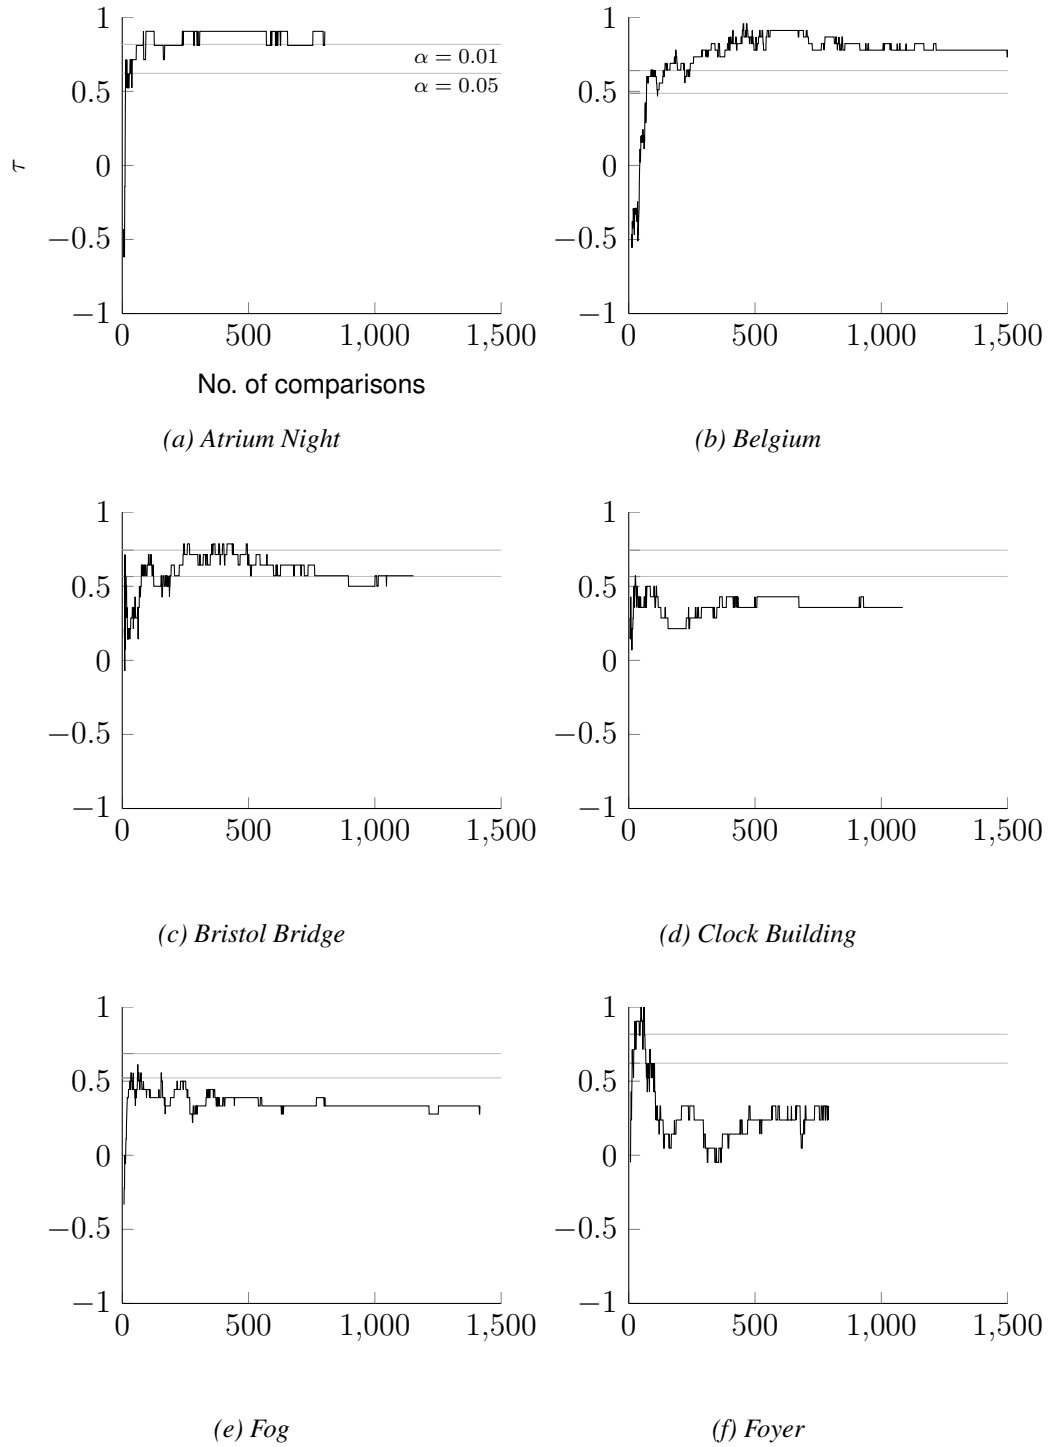 1
0.5
0
−0.5
−1
τ
α = 0.01
α = 0.05
0 500 1,000 1,500
No. of comparisons
(a) Atrium Night
1
0.5
0
−0.5
−1
0 500 1,000 1,500
(b) Belgium
1
0.5
0
−0.5
−1
0 500 1,000 1,500
(c) Bristol Bridge
1
0.5
0
−0.5
−1
0 500 1,000 1,500
(d) Clock Building
1
0.5
0
−0.5
−1
0 500 1,000 1,500
(e) Fog
1
0.5
0
−0.5
−1
0 500 1,000 1,500
(f) Foyer